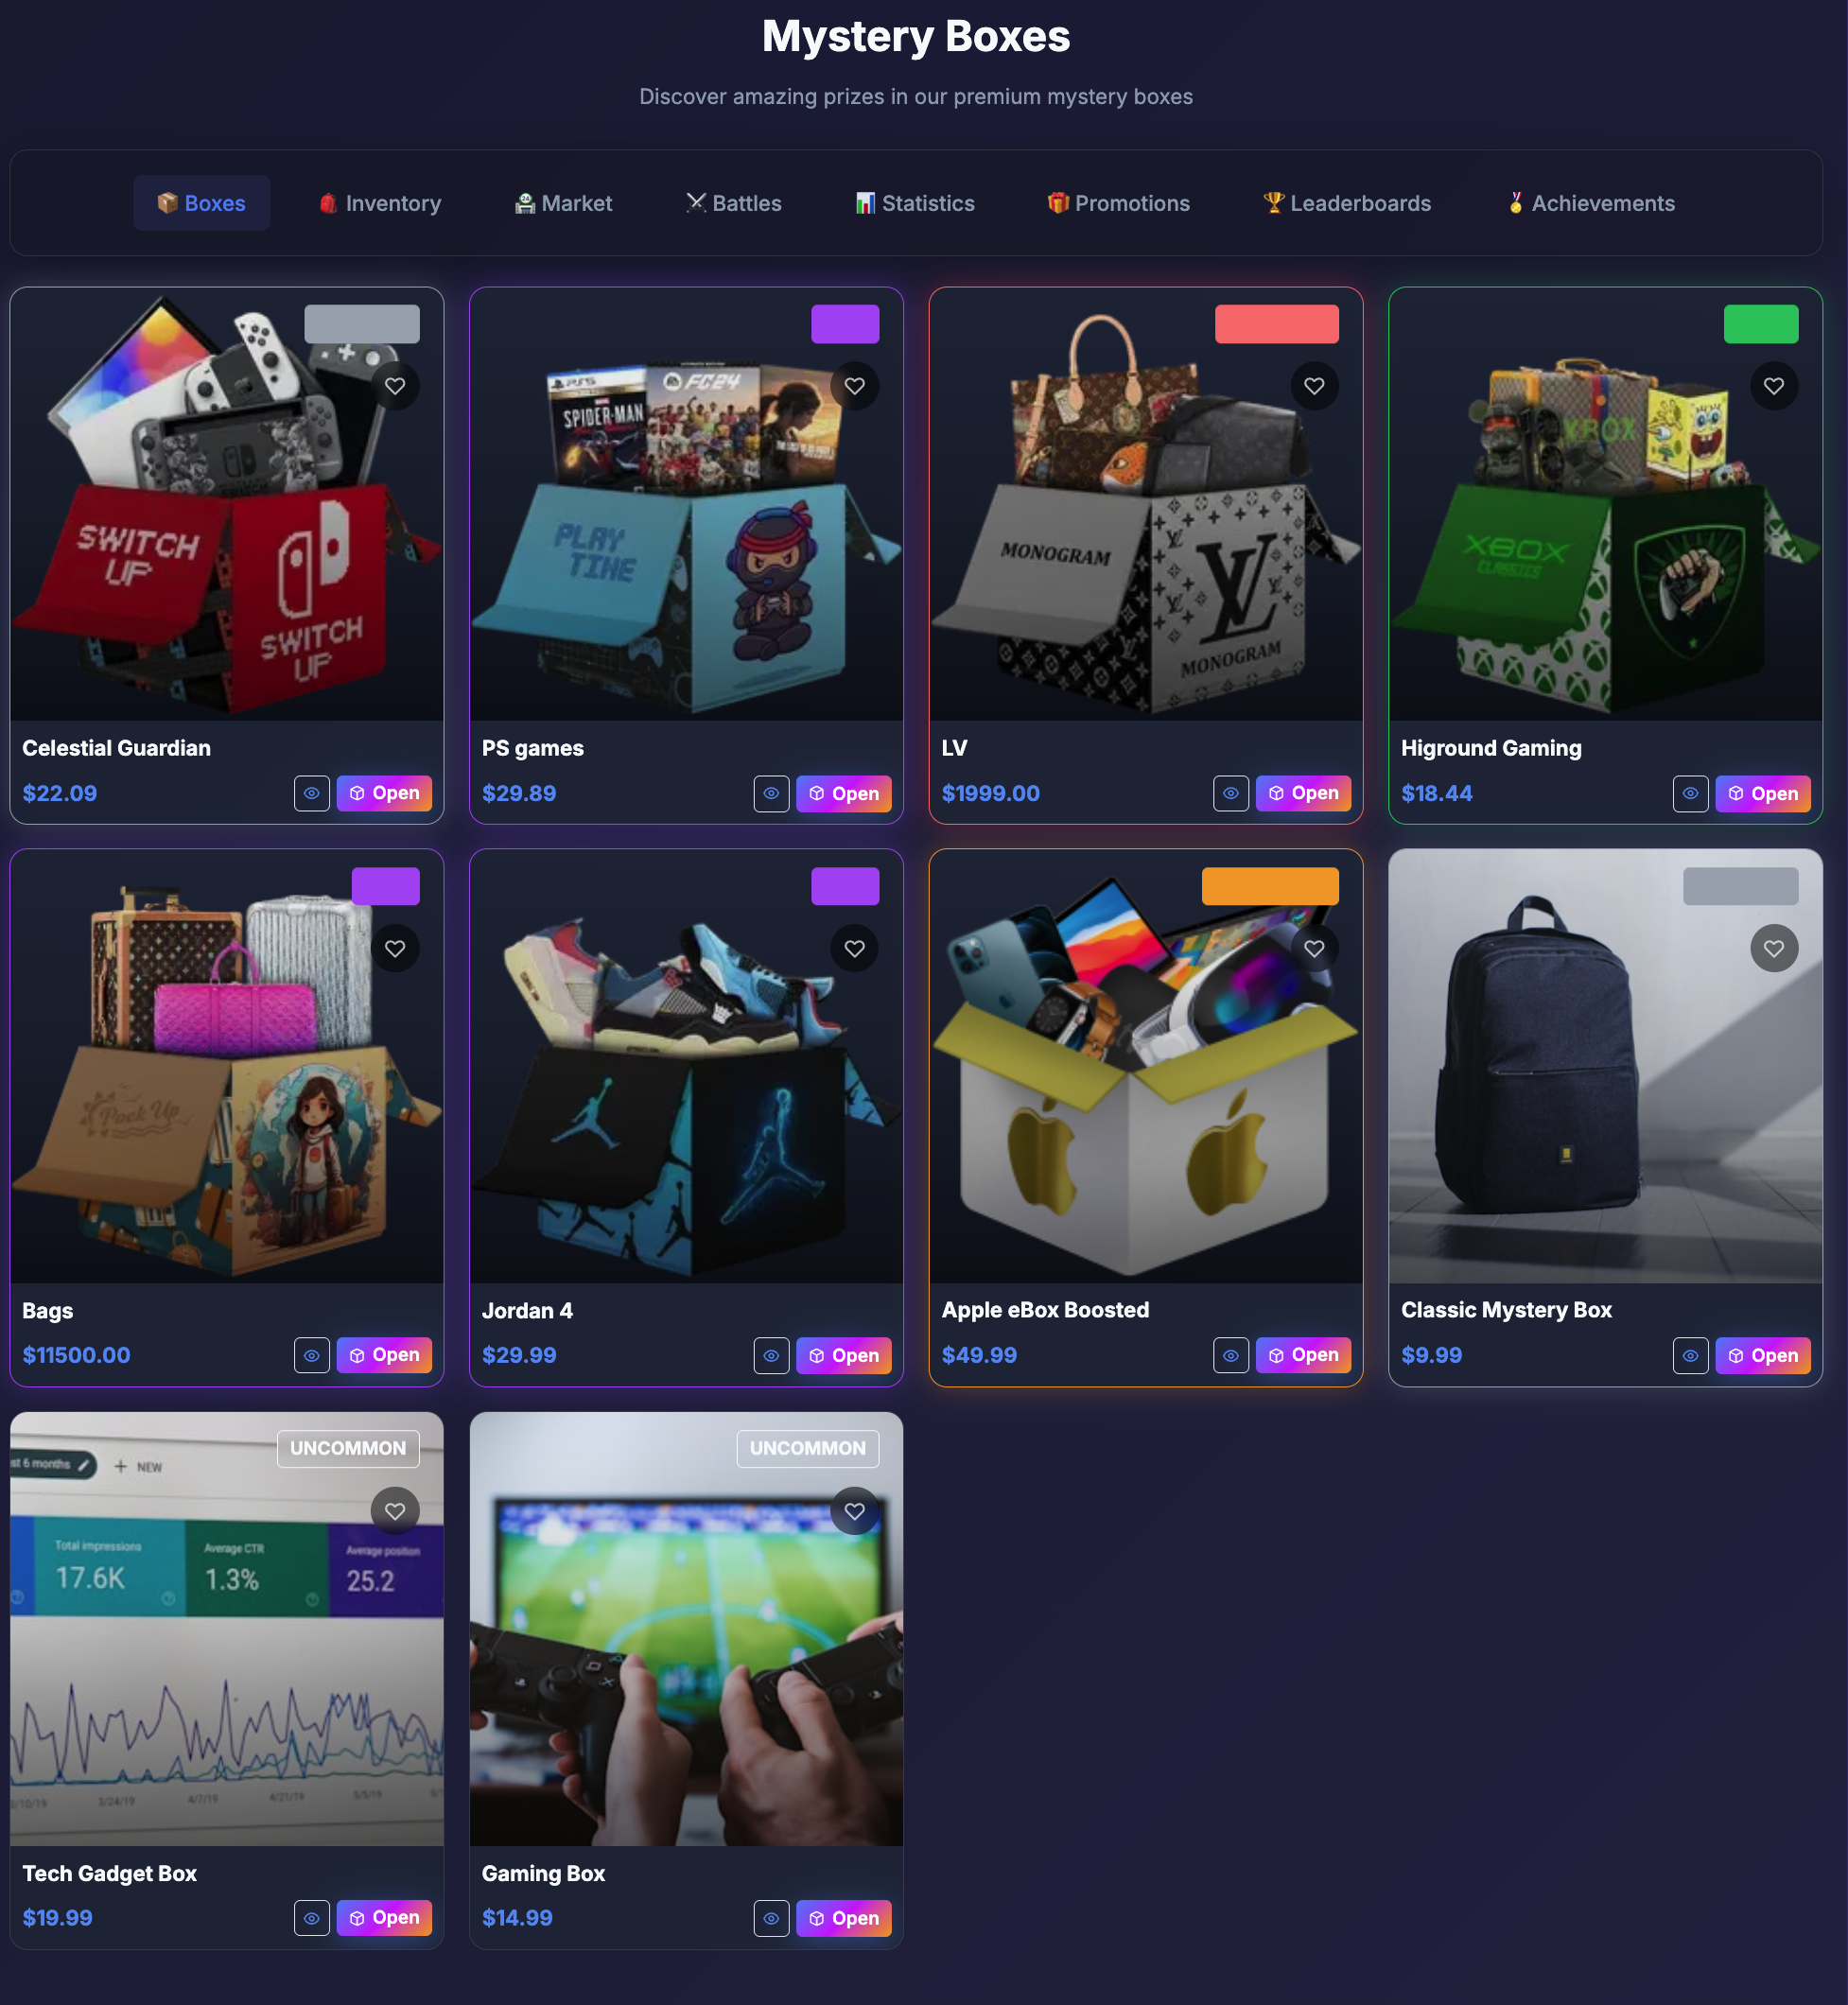 Mystery Boxes
Discover amazing prizes in our premium mystery boxes
Boxes
Inventory
Market
Battles
Statistics
Promotions
Leaderboards
Achievements
SWITCH
UP
SWITCH
UP
Celestial Guardian
$22.09
Open
PS5
SPIDER-MAN
FC24
PLAY
TIME
PS games
$29.89
Open
MONOGRAM
LV
MONOGRAM
LV
$1999.00
Open
XBOX
XBOX
CLASSICS
Higround Gaming
$18.44
Open
Pack Up
Bags
$11500.00
Open
Jordan 4
$29.99
Open
Apple eBox Boosted
$49.99
Open
Classic Mystery Box
$9.99
Open
UNCOMMON
st 6 months
+ NEW
Total impressions
17.6K
Average CTR
1.3%
Average position
25.2
3/24/19
4/7/19
4/21/19
5/5/19
Tech Gadget Box
$19.99
Open
UNCOMMON
Gaming Box
$14.99
Open